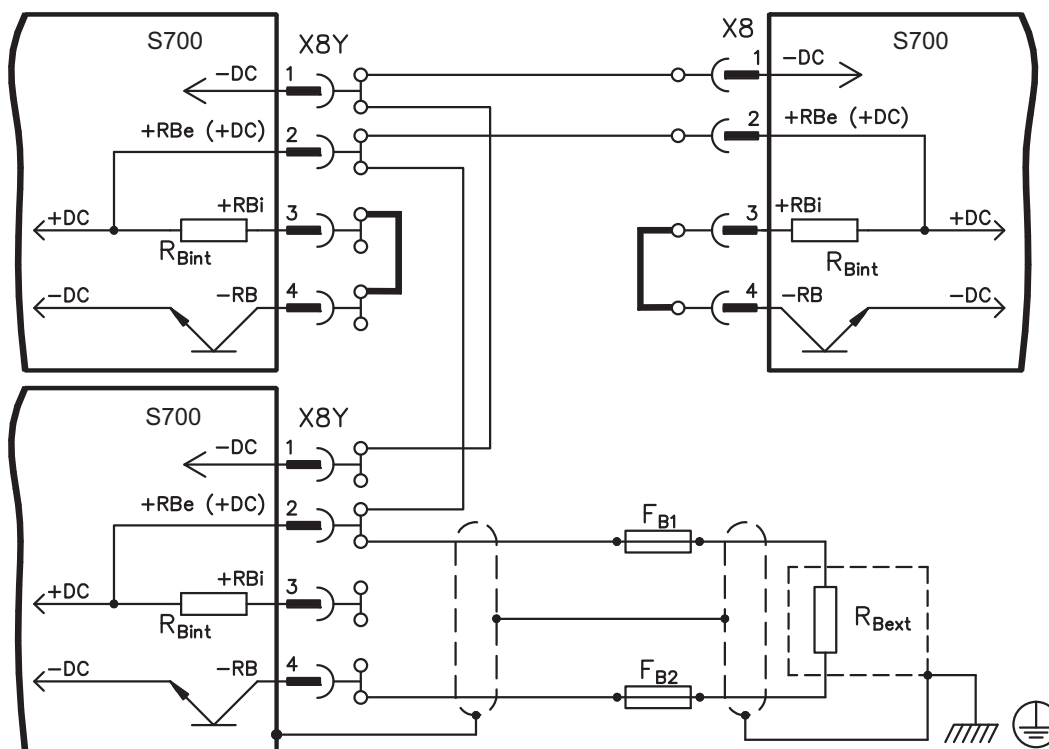 S700
X8Y
−DC
1
+RBe (+DC)
2
+DC
+RBi
3
RBint
−DC
−RB
4
X8
S700
1
−DC
2
+RBe (+DC)
3
+RBi
+DC
RBint
4
−RB
−DC
S700
X8Y
−DC
1
+RBe (+DC)
2
+DC
+RBi
3
RBint
−DC
−RB
4
FB1
RBext
FB2